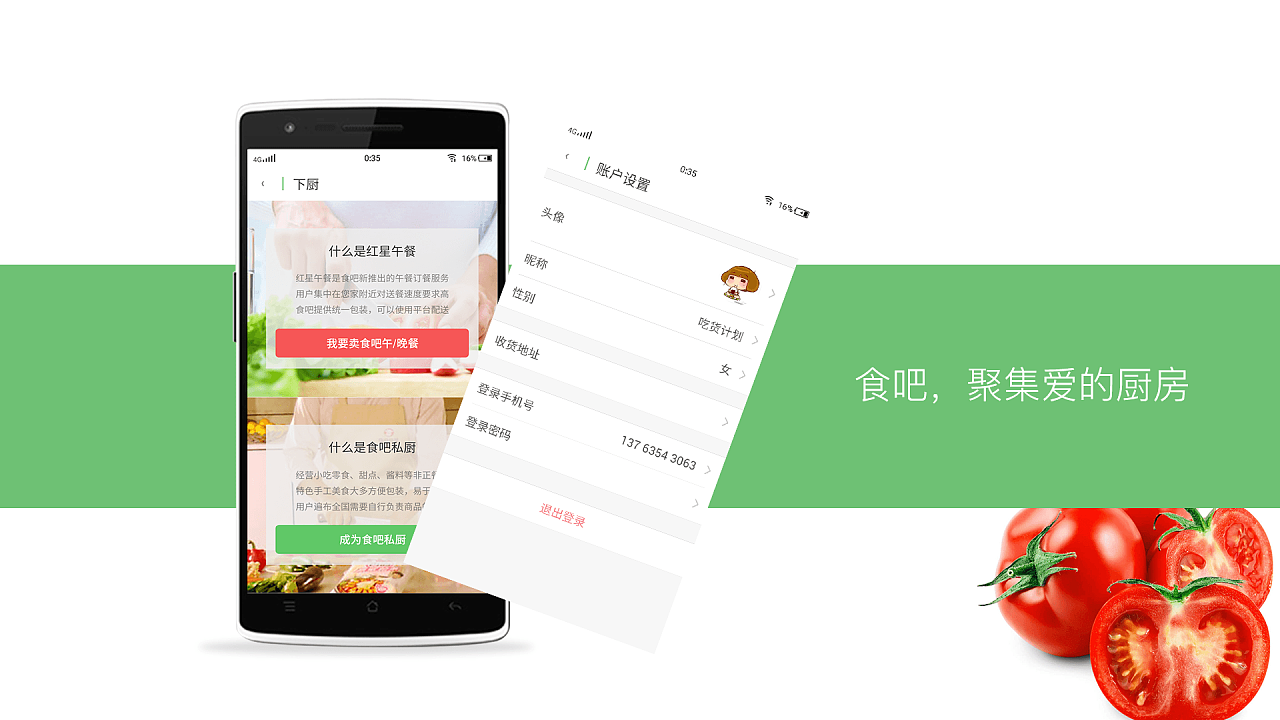 4G
0:35
16%
下厨
什么是红星午餐
红星午餐是食吧新推出的午餐订餐服务
用户集中在您家附近对送餐速度要求高
食吧提供统一包装，可以使用平台配送
我要卖食吧午/晚餐
什么是食吧私厨
经营小吃零食、甜点、酱料等非正
特色手工美食大多方便包装，易于
用户遍布全国需要自行负责商品
成为食吧私厨
4G
0:35
16%
账户设置
头像
昵称
吃货计划
性别
女
收货地址
登录手机号
137 6354 3063
登录密码
退出登录
食吧，聚集爱的厨房